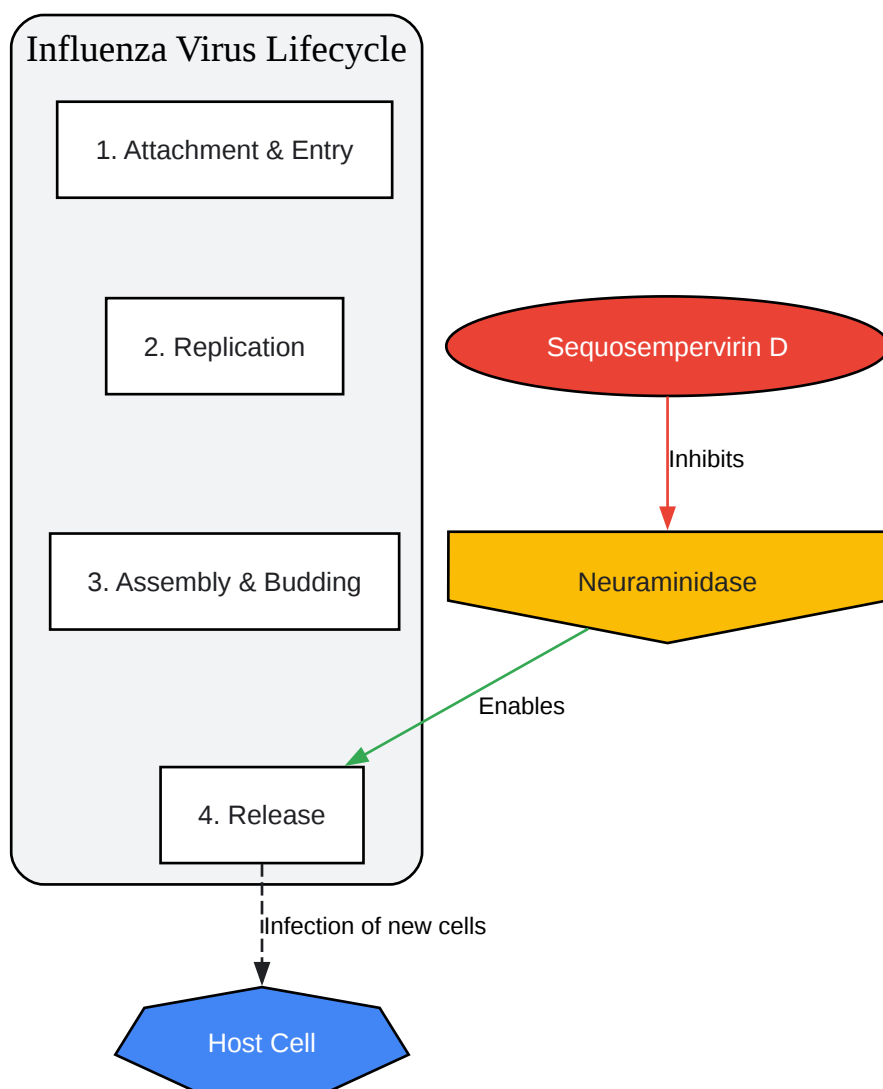 Influenza Virus Lifecycle
1. Attachment & Entry
2. Replication
Sequosempervirin D
Inhibits
3. Assembly & Budding
Neuraminidase
Enables
4. Release
Infection of new cells
Host Cell